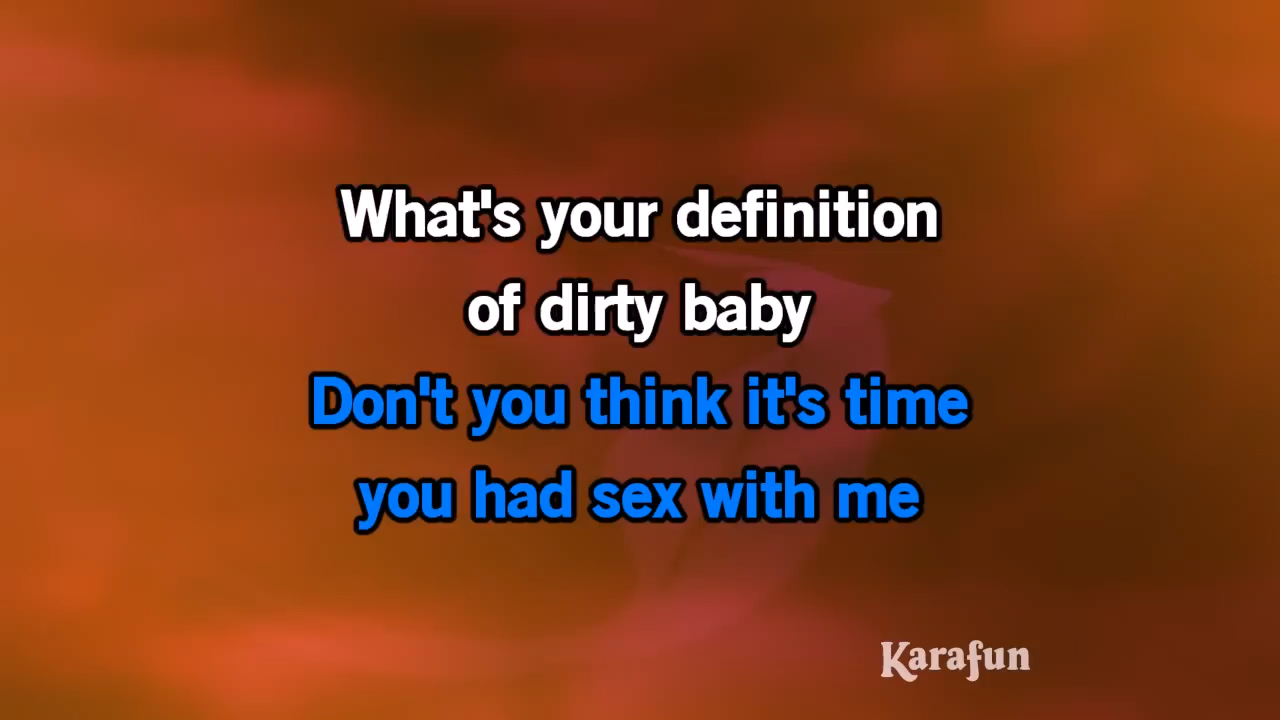 What's your definition
of dirty baby
Don't you think it's time
you had sex with me
Karafun